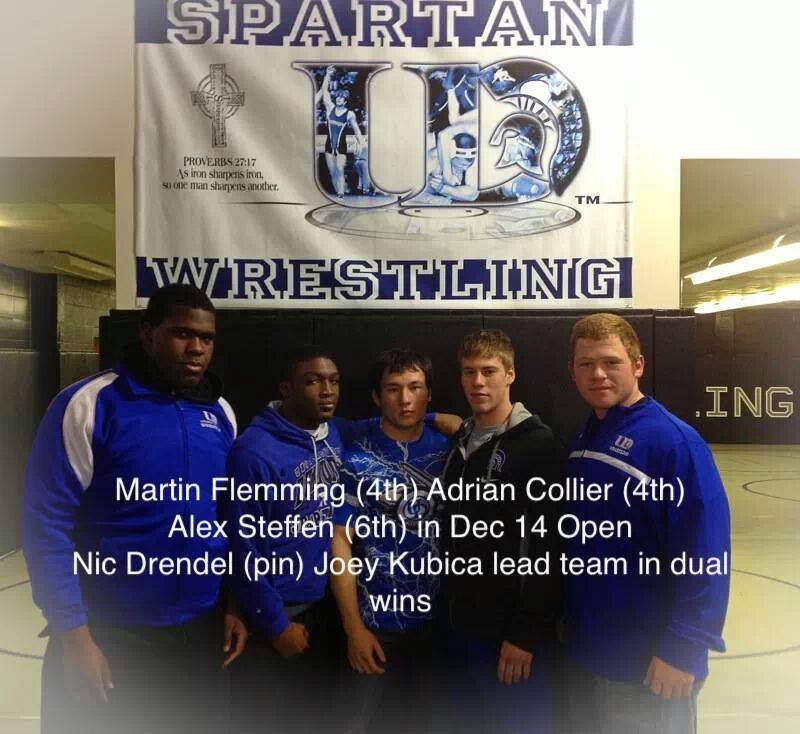 SPARTAN
UD
PROVERBS 27:17
As iron sharpens iron,
so one man sharpens another.
TM
WRESTLING
ING
UD
Martin Flemming (4th) Adrian Collier (4th)
Alex Steffen (6th) in Dec 14 Open
Nic Drendel (pin) Joey Kubica lead team in dual
wins